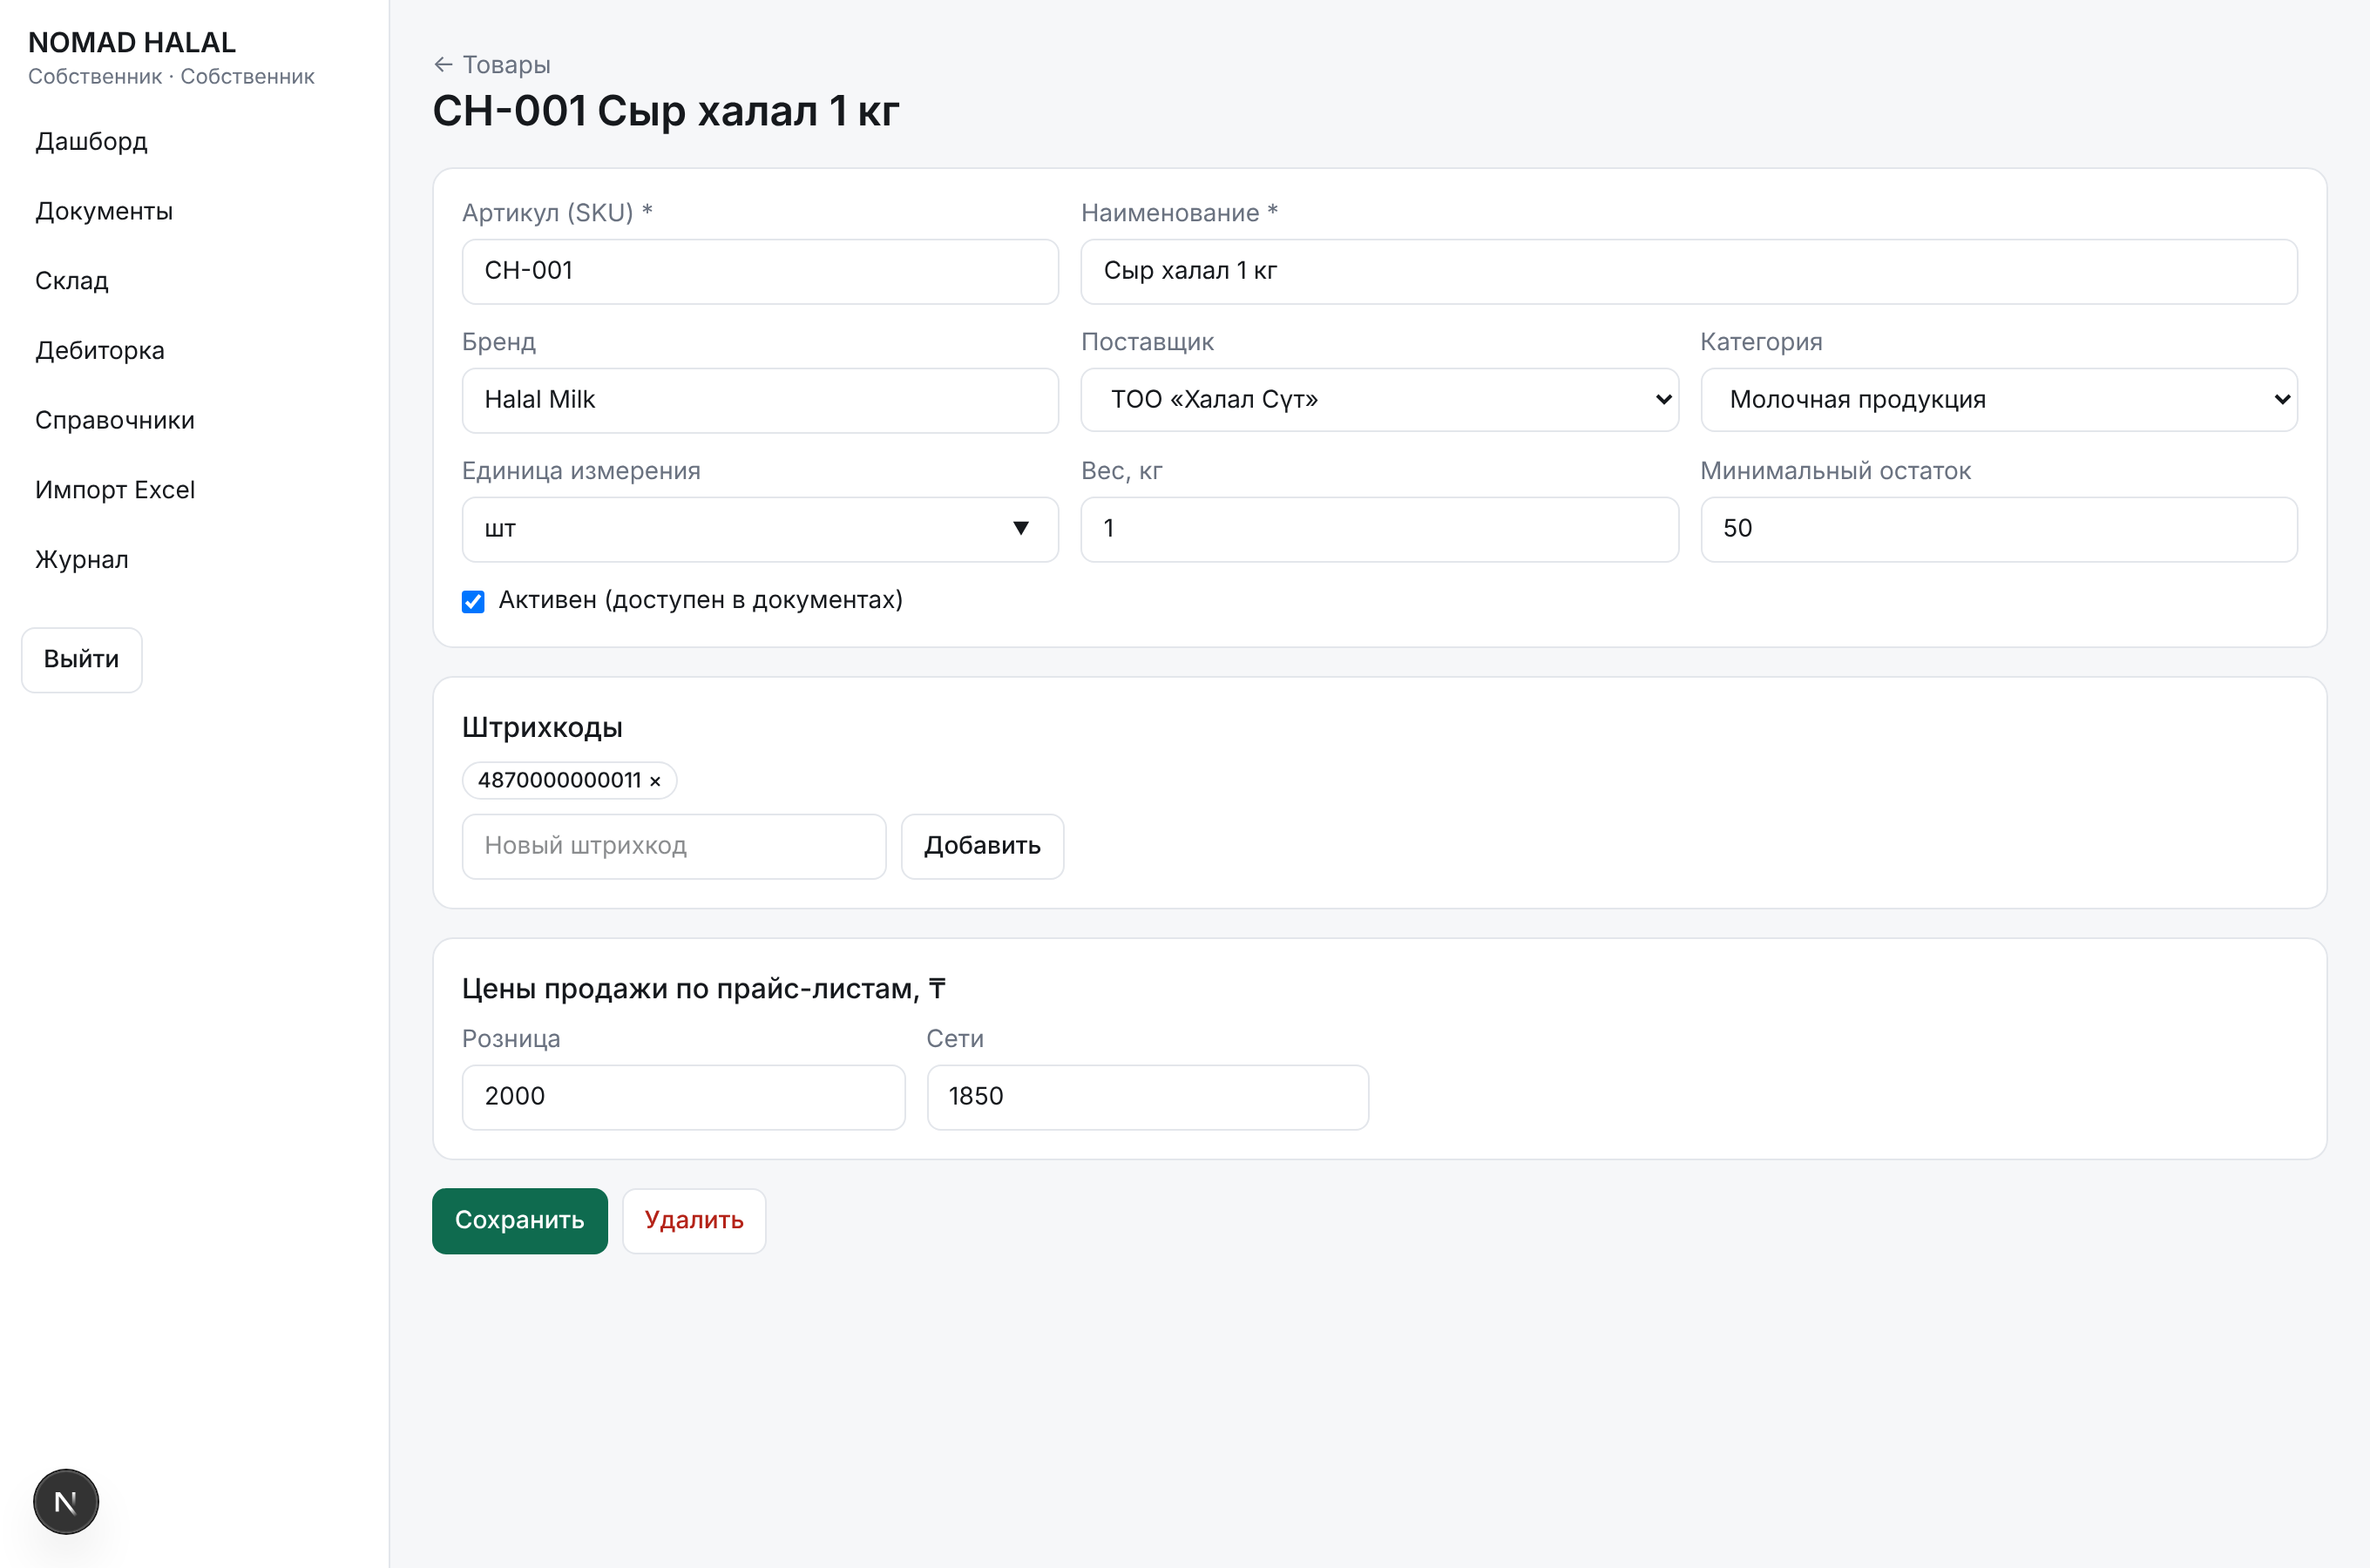 NOMAD HALAL
Собственник · Собственник
Дашборд
Документы
Склад
Дебиторка
Справочники
Импорт Excel
Журнал
Выйти
← Товары
CH-001 Сыр халал 1 кг
Артикул (SKU) *
Наименование *
CH-001
Сыр халал 1 кг
Бренд
Поставщик
Категория
Halal Milk
ТОО «Халал Сүт»
Молочная продукция
Единица измерения
Вес, кг
Минимальный остаток
шт
1
50
Активен (доступен в документах)
Штрихкоды
4870000000011 ×
Новый штрихкод
Добавить
Цены продажи по прайс-листам, ₸
Розница
Сети
2000
1850
Сохранить
Удалить
N